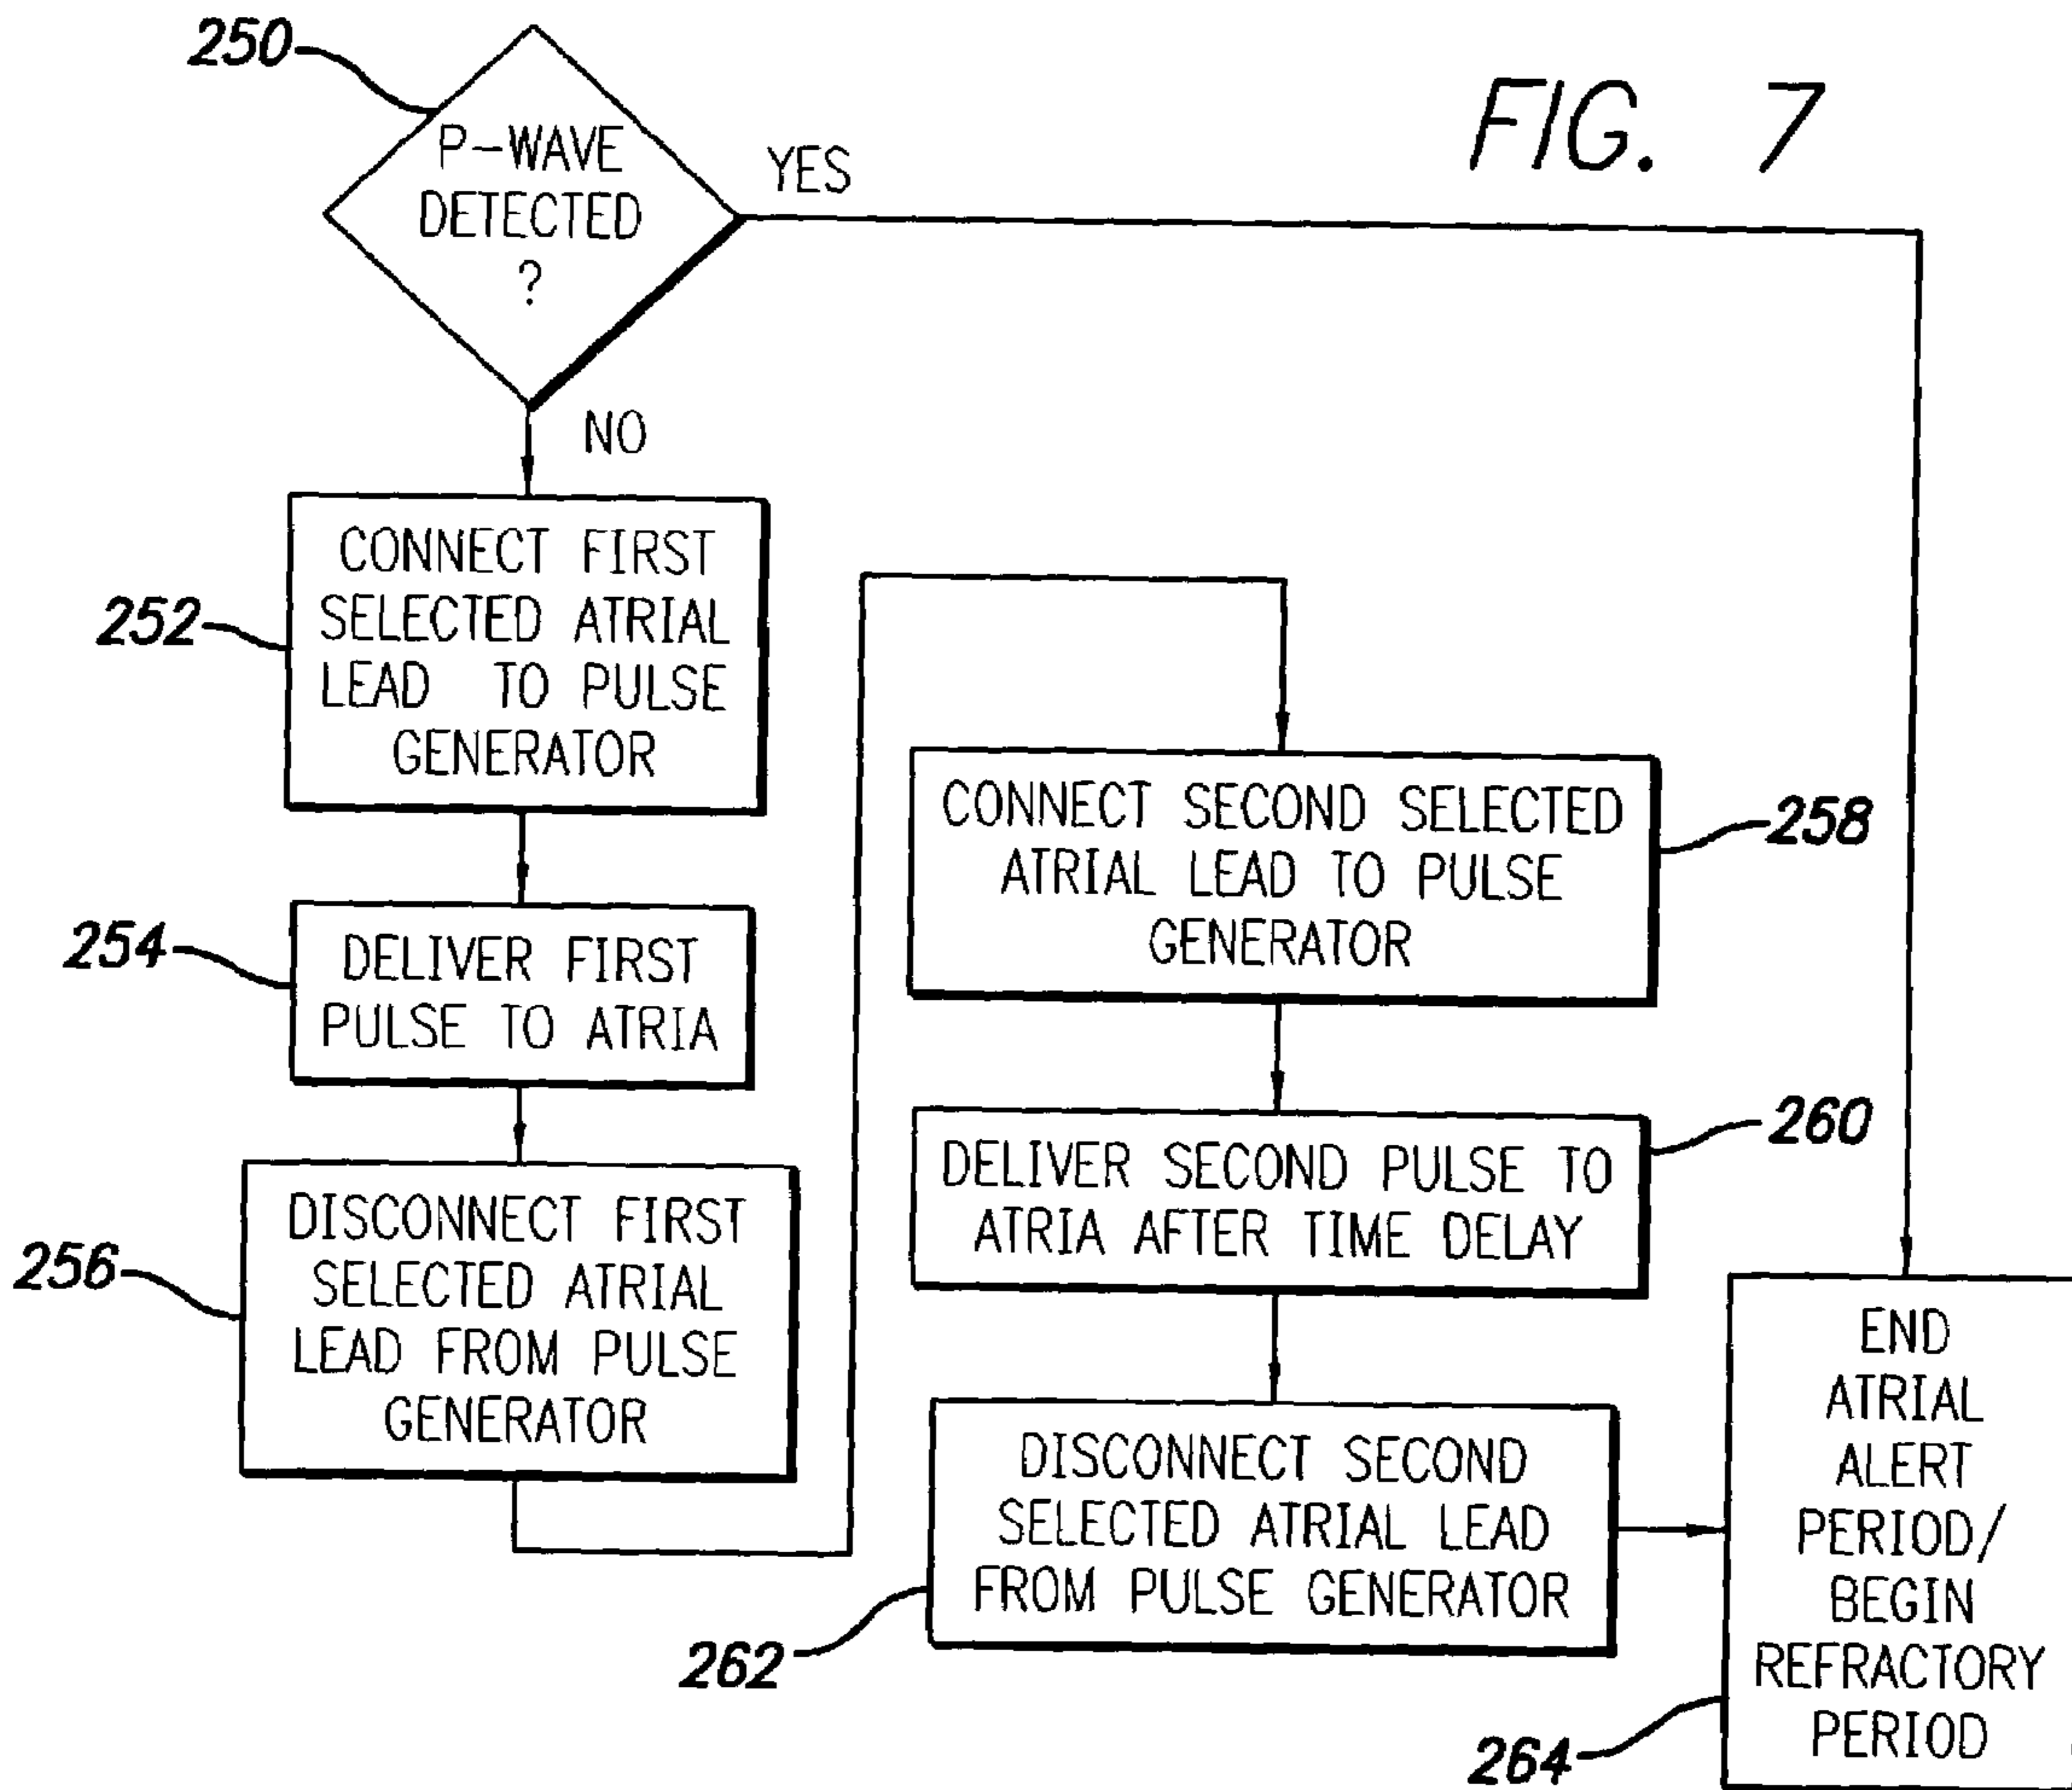 FIG. 7
250
P-WAVE
DETECTED
?
YES
NO
252
CONNECT FIRST
SELECTED ATRIAL
LEAD TO PULSE
GENERATOR
254
DELIVER FIRST
PULSE TO ATRIA
256
DISCONNECT FIRST
SELECTED ATRIAL
LEAD FROM PULSE
GENERATOR
258
CONNECT SECOND SELECTED
ATRIAL LEAD TO PULSE
GENERATOR
260
DELIVER SECOND PULSE TO
ATRIA AFTER TIME DELAY
262
DISCONNECT SECOND
SELECTED ATRIAL LEAD
FROM PULSE GENERATOR
264
END
ATRIAL
ALERT
PERIOD/
BEGIN
REFRACTORY
PERIOD